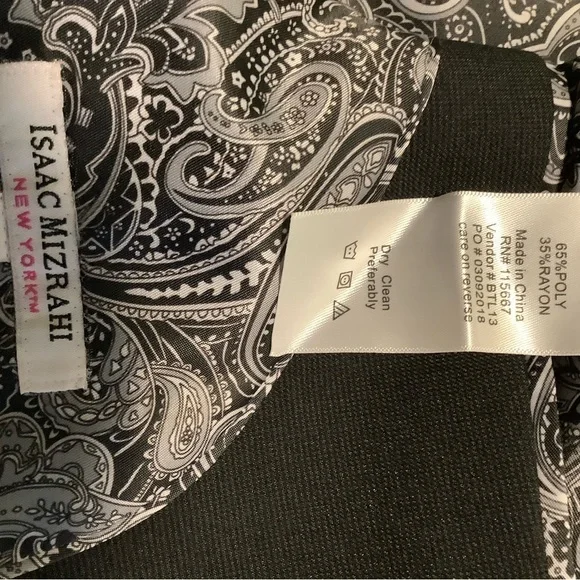 ISAAC MIZRAHI
NEW YORK™
65%POLY
35%RAYON
Made in China
RN# 115667
Vendor# BTL13
PO # 03092018
care on reverse
Dry Clean
Preferably